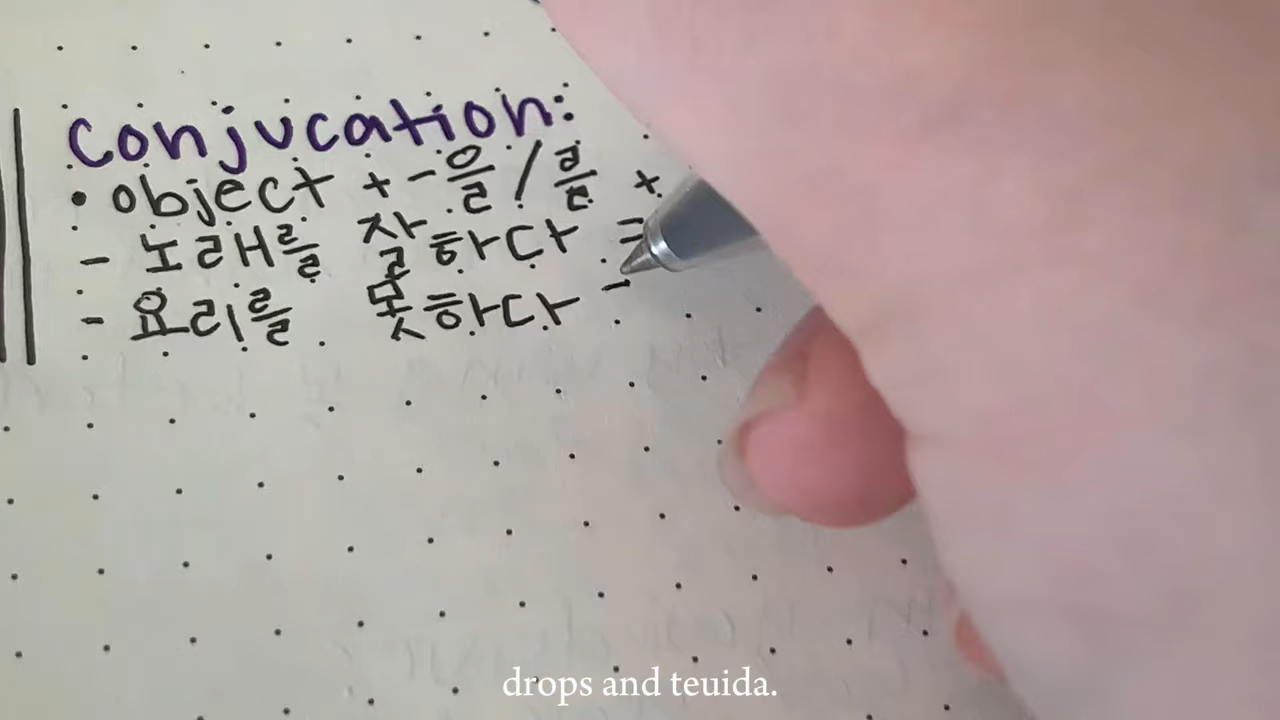 Conjucation:
• object + -을/를 +
- 노래를 잘하다 =
- 요리를 못하다 -
drops and teuida.